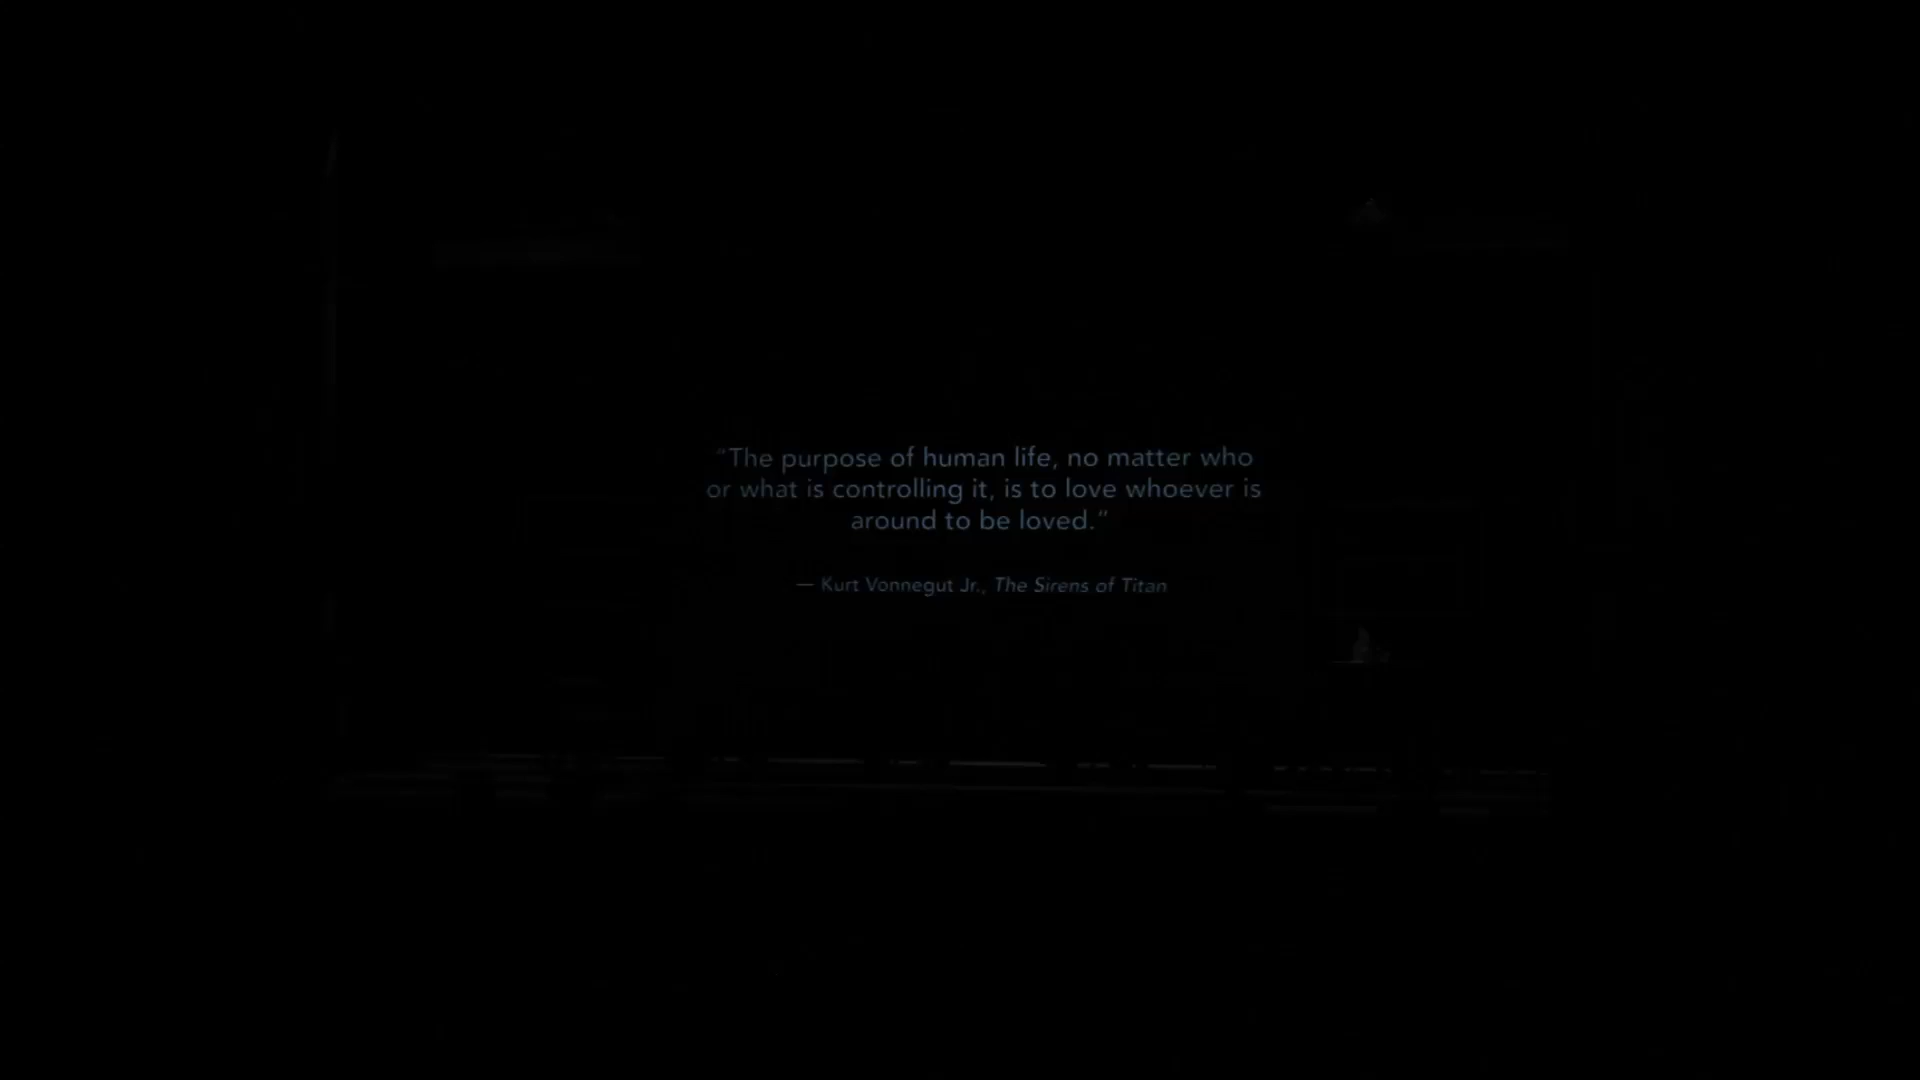 “The purpose of human life, no matter who
or what is controlling it, is to love whoever is
around to be loved.”
— Kurt Vonnegut Jr., The Sirens of Titan